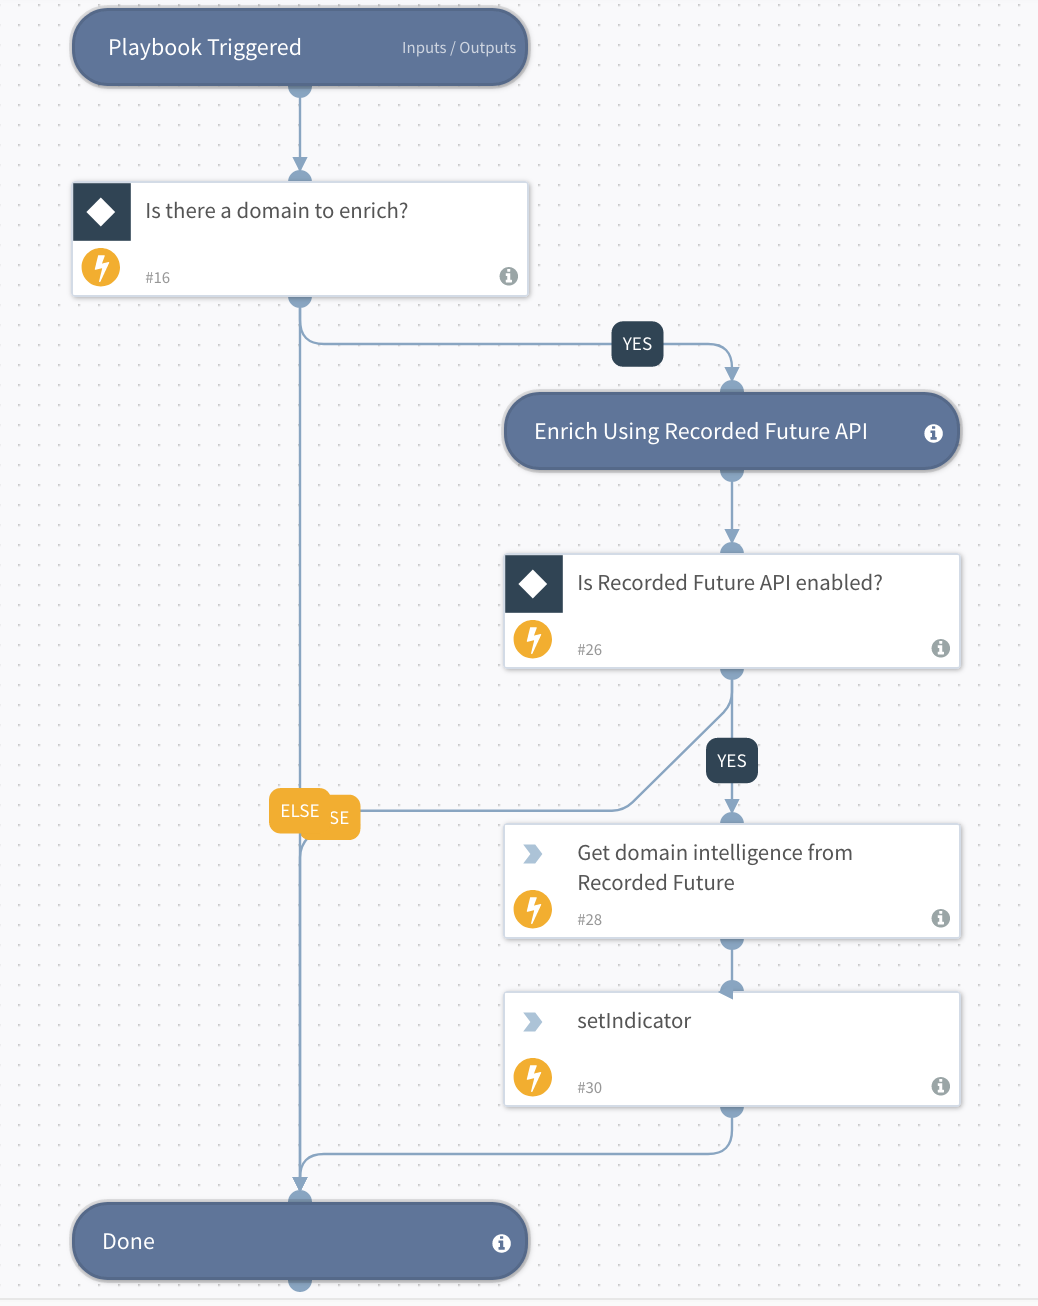 Playbook Triggered
Inputs / Outputs
Is there a domain to enrich?
#16
YES
Enrich Using Recorded Future API
Is Recorded Future API enabled?
#26
YES
ELSE
SE
Get domain intelligence from
Recorded Future
#28
setIndicator
#30
Done